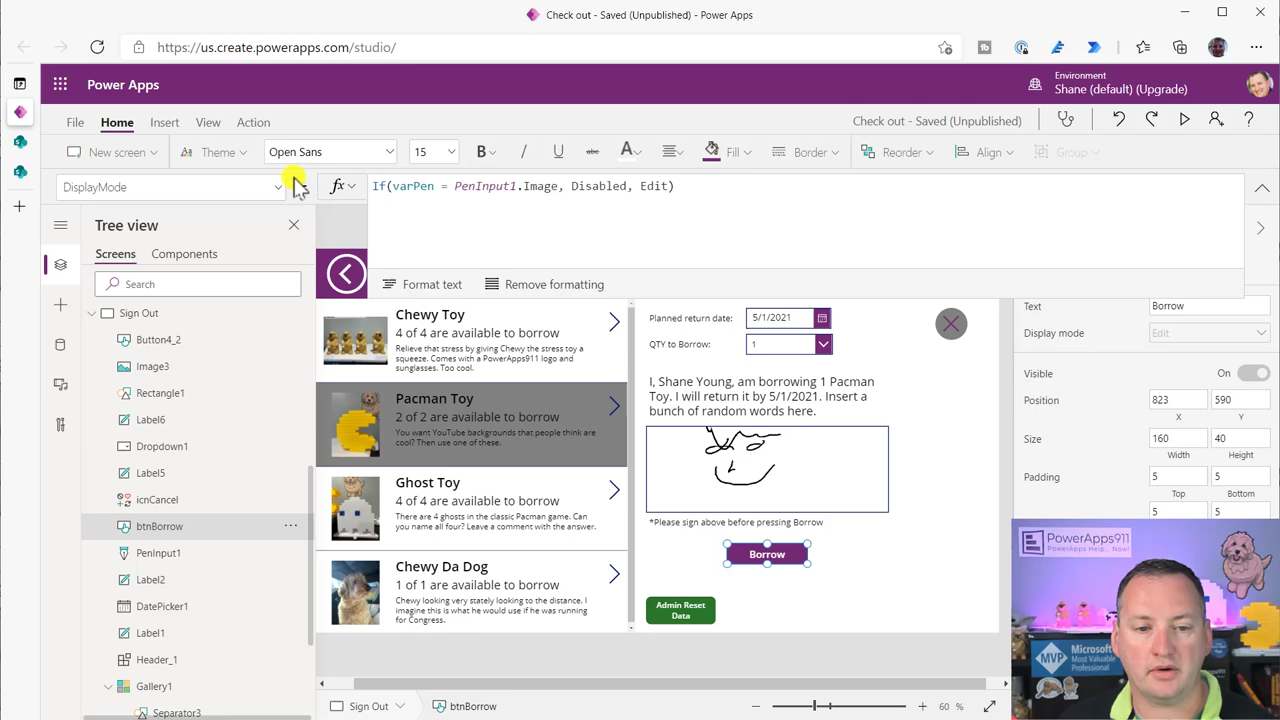 Check out - Saved (Unpublished) - Power Apps
https://us.create.powerapps.com/studio/
Power Apps
Environment
Shane (default) (Upgrade)
File Home Insert View Action
Check out - Saved (Unpublished)
New screen Theme Open Sans 15 B / U abc A Fill Border Reorder Align Group
DisplayMode fx If(varPen = PenInput1.Image, Disabled, Edit)
Format text Remove formatting
Tree view
Screens Components
Search
Sign Out
Button4_2
Image3
Rectangle1
Label6
Dropdown1
Label5
icnCancel
btnBorrow
PenInput1
Label2
DatePicker1
Label1
Header_1
Gallery1
Separator3
Chewy Toy
4 of 4 are available to borrow
Relieve that stress by giving Chewy the stress toy a
squeeze. Comes with a PowerApps911 logo and
sunglasses. Too cool.
Pacman Toy
2 of 2 are available to borrow
You want YouTube backgrounds that people think are
cool? Then use one of these.
Ghost Toy
4 of 4 are available to borrow
There are 4 ghosts in the classic Pacman game. Can
you name all four? Leave a comment with the answer.
Chewy Da Dog
1 of 1 are available to borrow
Chewy looking very stately looking to the distance. I
imagine this is what he would use if he was running
for Congress.
Planned return date: 5/1/2021
QTY to Borrow: 1
I, Shane Young, am borrowing 1 Pacman
Toy. I will return it by 5/1/2021. Insert a
bunch of random words here.
*Please sign above before pressing Borrow
Borrow
Admin Reset
Data
Text Borrow
Display mode Edit
Visible On
Position 823 590
X Y
Size 160 40
Width Height
Padding 5 5
Top Bottom
5 5
PowerApps911
PowerApps Help... Now!
Microsoft
MVP Most Valuable
Professional
Sign Out btnBorrow
60 %